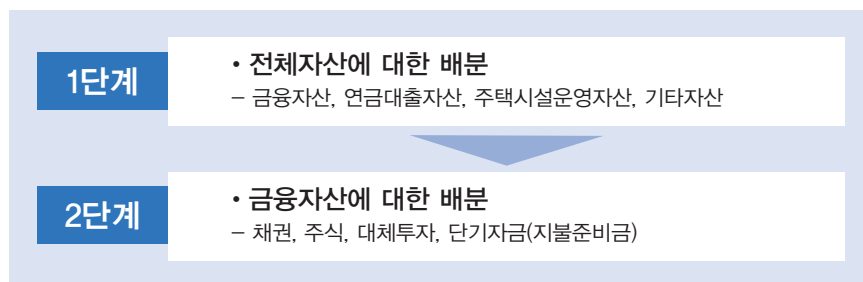 1단계
• 전체자산에 대한 배분
– 금융자산, 연금대출자산, 주택시설운영자산, 기타자산
2단계
• 금융자산에 대한 배분
– 채권, 주식, 대체투자, 단기자금(지불준비금)